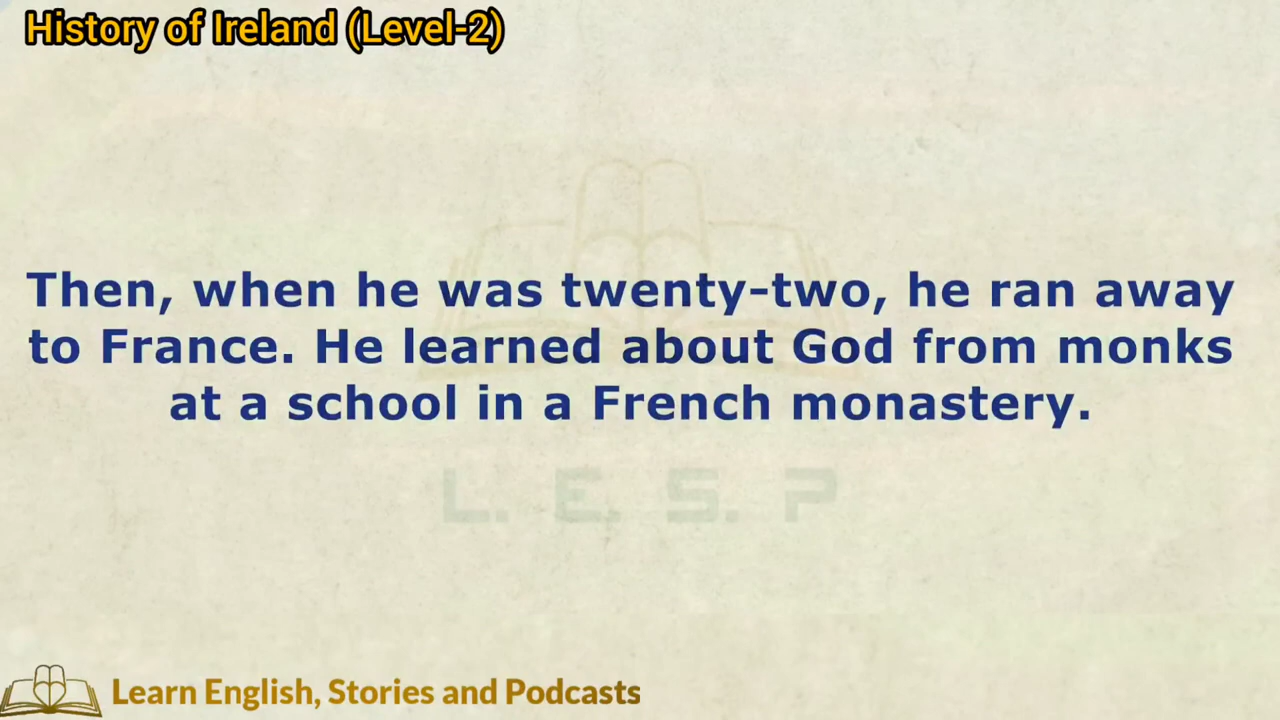 History of Ireland (Level-2)
Then, when he was twenty-two, he ran away
to France. He learned about God from monks
at a school in a French monastery.
L. E. S. P
Learn English, Stories and Podcasts